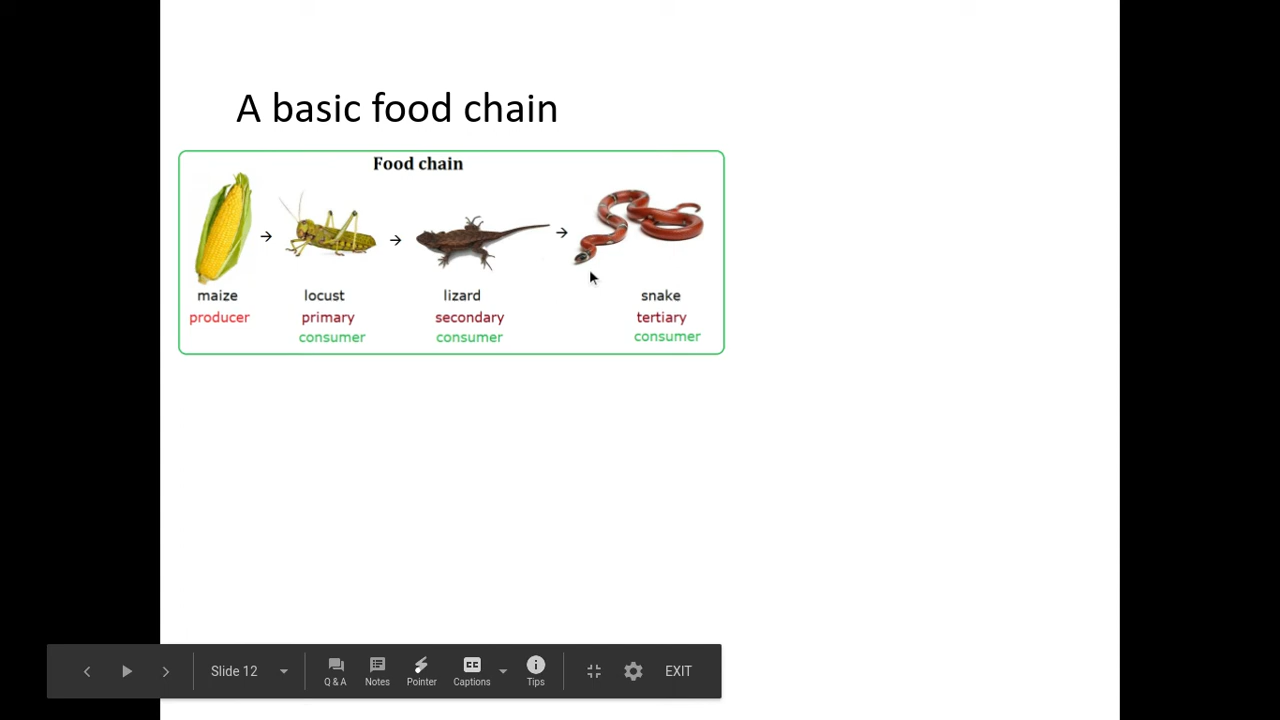 A basic food chain
Food chain
maize locust lizard snake
producer primary secondary tertiary
consumer consumer consumer
Slide 12
Q & A Notes Pointer CC Captions Tips EXIT